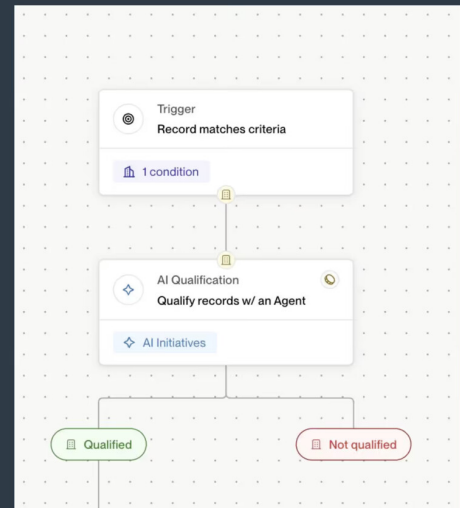 Trigger
Record matches criteria
1 condition
AI Qualification
Qualify records w/ an Agent
AI Initiatives
Qualified
Not qualified